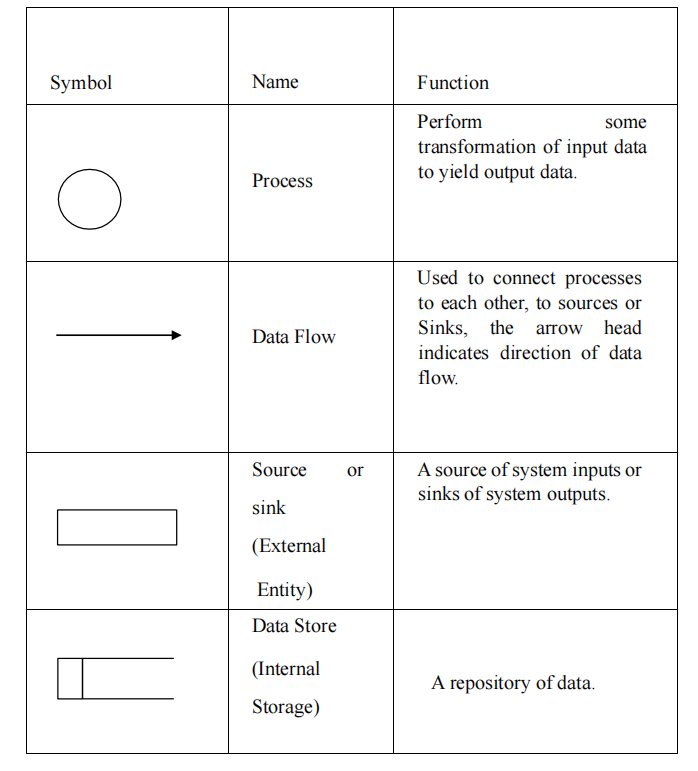 Symbol
Name
Function
Process
Perform some
transformation of input data
to yield output data.
Data Flow
Used to connect processes
to each other, to sources or
Sinks, the arrow head
indicates direction of data
flow.
Source or
sink
(External
Entity)
A source of system inputs or
sinks of system outputs.
Data Store
(Internal
Storage)
A repository of data.